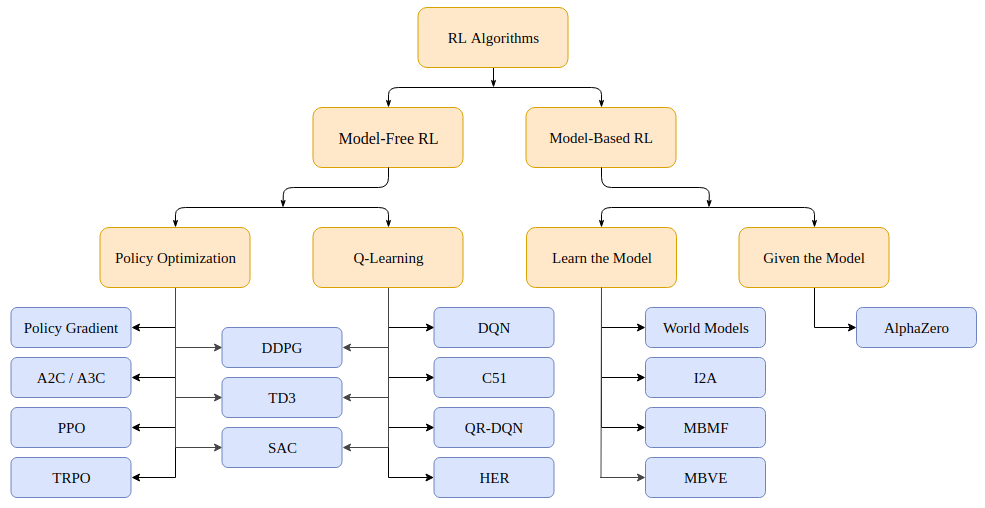 RL Algorithms
Model-Free RL
Model-Based RL
Policy Optimization
Q-Learning
Learn the Model
Given the Model
Policy Gradient
A2C / A3C
PPO
TRPO
DDPG
TD3
SAC
DQN
C51
QR-DQN
HER
World Models
I2A
MBMF
MBVE
AlphaZero